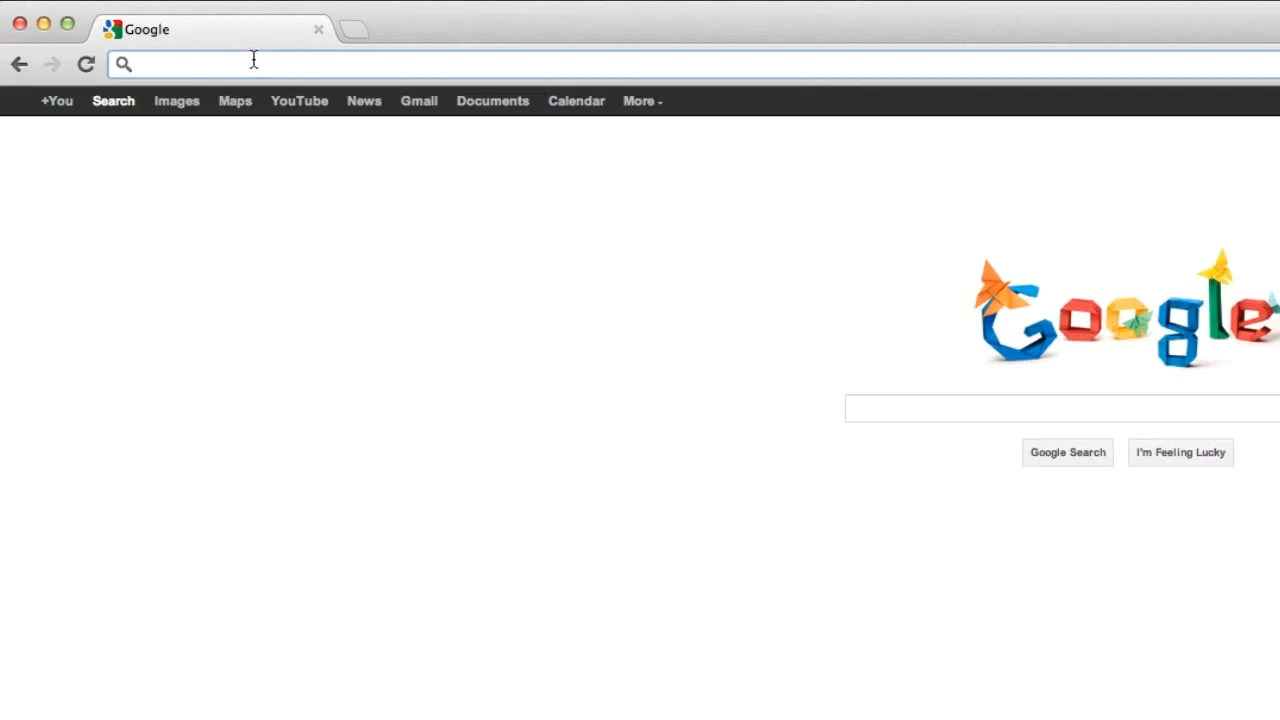 Google
+You Search Images Maps YouTube News Gmail Documents Calendar More
Google
Google Search I'm Feeling Lucky